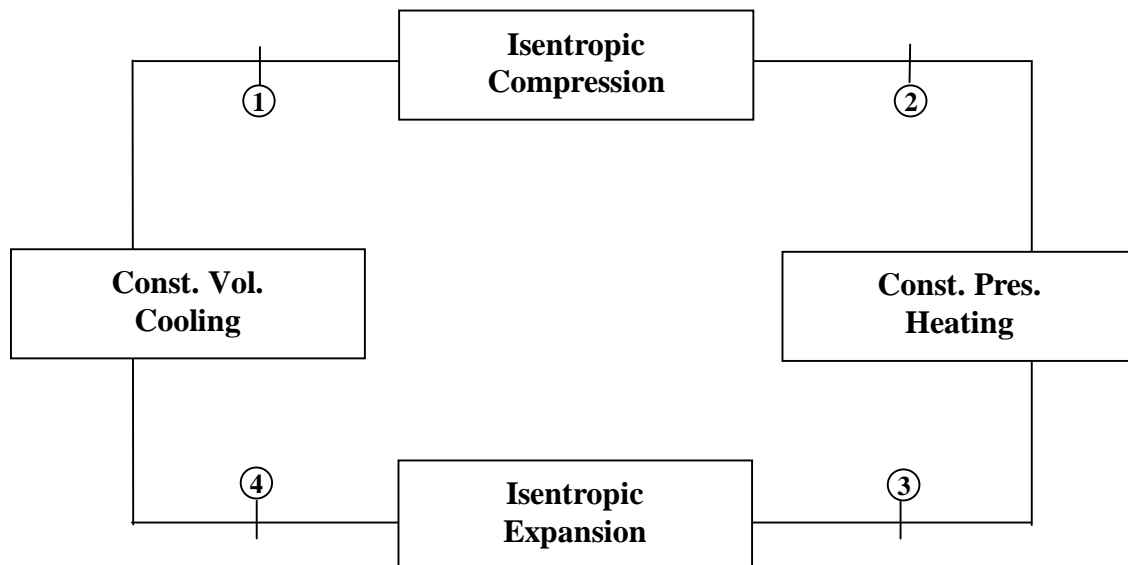 Isentropic
Compression
1
2
Const. Vol.
Cooling
Const. Pres.
Heating
4
3
Isentropic
Expansion